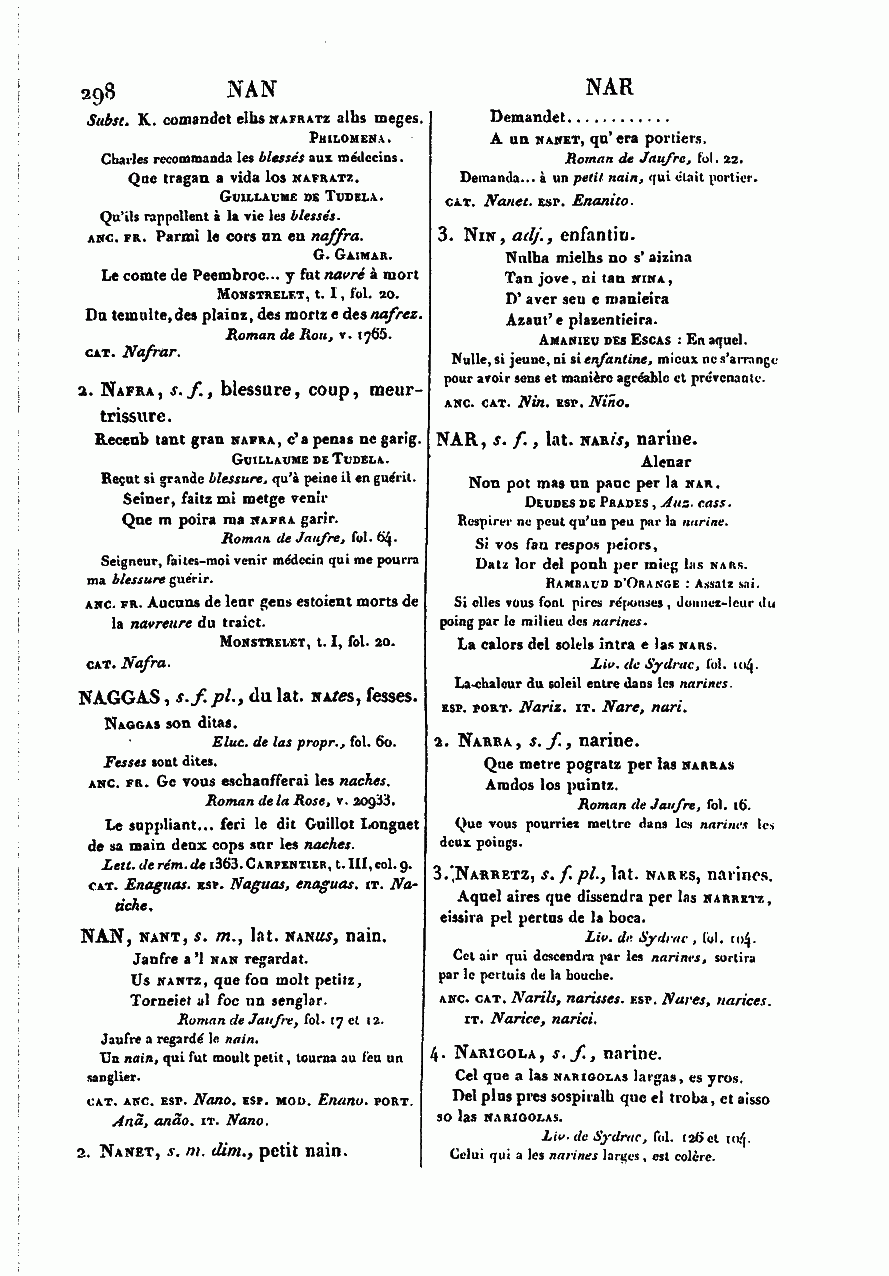 298 NAN NAR
Subst. K. comandet elhs NAFRATZ alhs meges.
PHILOMENA.
Charles recommanda les blessés aux médecins.
Que tragan a vida los NAFRATZ.
GUILLAUME DE TUDELA.
Qu'ils rappellent à la vie les blessés.
ANC. FR. Parmi le cors un en naffra.
G. GAIMAR.
Le comte de Peembroc... y fut navré à mort
MONSTRELET, t. I, fol. 20.
Du temulte, des plainz, des mortz e des nafrez.
Roman de Rou, v. 1765.
CAT. Nafrar.
2. NAFRA, s. f., blessure, coup, meur-
trissure.
Recenb tant gran NAFRA, c'a penas ne garig.
GUILLAUME DE TUDELA.
Reçut si grande blessure, qu'à peine il en guérit.
Seiner, faitz mi metge venir
Que m poira ma NAFRA garir.
Roman de Jaufre, fol. 64.
Seigneur, faites-moi venir médecin qui me pourra
ma blessure guérir.
ANC. FR. Aucuns de leur gens estoient morts de
la navreure du traict.
MONSTRELET, t. I, fol. 20.
CAT. Nafra.
NAGGAS, s. f. pl., du lat. NAtes, fesses.
NAGGAS son ditas.
Eluc. de las propr., fol. 60.
Fesses sont dites.
ANC. FR. Ge vous eschaufferai les naches.
Roman de la Rose, v. 20933.
Le suppliant... feri le dit Guillot Longuet
de sa main deux cops sur les naches.
Lett. de rém. de 1363. CARPENTIER, t. III, col. 9.
CAT. Enaguas. ESP. Naguas, enaguas. IT. Na-
tiche.
NAN, NANT, s. m., lat. NANus, nain.
Jaufre a'l NAN regardat.
Us NANTZ, que fon molt petitz,
Torneiet al foc un senglar.
Roman de Jaufre, fol. 17 et 12.
Jaufre a regardé le nain.
Un nain, qui fut moult petit, tourna au feu un
sanglier.
CAT. ANC. ESP. Nano. ESP. MOD. Enano. PORT.
Anã, anão. IT. Nano.
2. NANET, s. m. dim., petit nain.
Demandet............
A un NANET, qu'era portiers.
Roman de Jaufre, fol. 22.
Demanda... à un petit nain, qui était portier.
CAT. Nanet. ESP. Enanito.
3. NIN, adj., enfantin.
Nulha mielhs no s'aizina
Tan jove, ni tan NINA,
D'aver sen e manieira
Azaut' e plazentieira.
AMANIEU DES ESCAS : En aquel.
Nulle, si jeune, ni si enfantine, mieux ne s'arrange
pour avoir sens et manière agréable et prévenante.
ANC. CAT. Nin. ESP. Niño.
NAR, s. f., lat. NARis, narine.
Alenar
Non pot mas un pauc per la NAR.
DEUDES DE PRADES, Auz. cass.
Respirer ne peut qu'un peu par la narine.
Si vos fan respos peiors,
Datz lor del ponh per mieg las NARS.
RAMBAUD D'ORANGE : Assatz sai.
Si elles vous font pires réponses, donnez-leur du
poing par le milieu des narines.
La calors del solels intra e las NARS.
Liv. de Sydrac, fol. 104.
La chalour du soleil entre dans les narines.
ESP. PORT. Nariz. IT. Nare, nari.
2. NARRA, s. f., narine.
Que metre pogratz per las NARRAS
Amdos los puintz.
Roman de Jaufre, fol. 16.
Que vous pourriez mettre dans les narines les
deux poings.
3. NARRETZ, s. f. pl., lat. NARES, narines.
Aquel aires que dissendra per las NARRETZ,
eissira pel pertus de la boca.
Liv. de Sydrac, fol. 104.
Cet air qui descendra par les narines, sortira
par le pertuis de la bouche.
ANC. CAT. Narils, narisses. ESP. Nares, narices.
IT. Narice, narici.
4. NARIGOLA, s. f., narine.
Cel que a las NARIGOLAS largas, es yros.
Del plus pres sospiralh que el troba, et aisso
so las NARIGOLAS.
Liv. de Sydrac, fol. 126 et 104.
Celui qui a les narines larges, est colère.